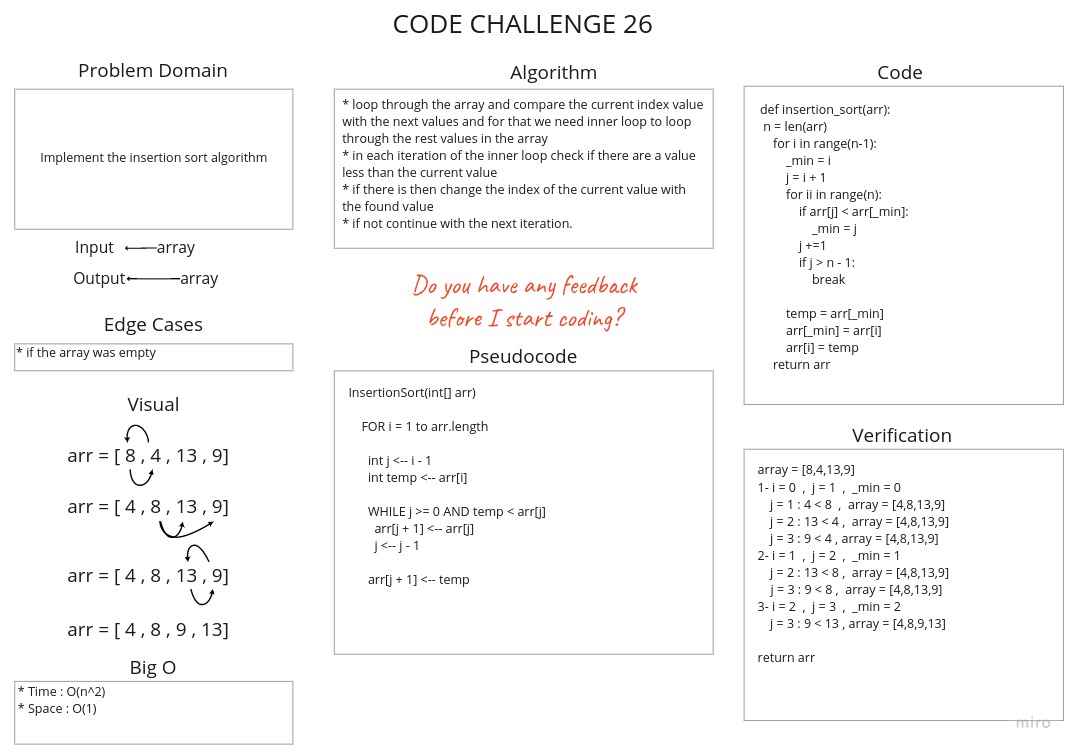 CODE CHALLENGE 26
Problem Domain
Implement the insertion sort algorithm
Input ⟵ array
Output ⟵ array
Edge Cases
* if the array was empty
Visual
arr = [ 8 , 4 , 13 , 9]
arr = [ 4 , 8 , 13 , 9]
arr = [ 4 , 8 , 13 , 9]
arr = [ 4 , 8 , 9 , 13]
Big O
* Time : O(n^2)
* Space : O(1)
Algorithm
* loop through the array and compare the current index value
with the next values and for that we need inner loop to loop
through the rest values in the array
* in each iteration of the inner loop check if there are a value
less than the current value
* if there is then change the index of the current value with
the found value
* if not continue with the next iteration.
Do you have any feedback
before I start coding?
Pseudocode
InsertionSort(int[] arr)
FOR i = 1 to arr.length
int j <-- i - 1
int temp <-- arr[i]
WHILE j >= 0 AND temp < arr[j]
arr[j + 1] <-- arr[j]
j <-- j - 1
arr[j + 1] <-- temp
Code
def insertion_sort(arr):
n = len(arr)
for i in range(n-1):
_min = i
j = i + 1
for ii in range(n):
if arr[j] < arr[_min]:
_min = j
j +=1
if j > n - 1:
break
temp = arr[_min]
arr[_min] = arr[i]
arr[i] = temp
return arr
Verification
array = [8,4,13,9]
1- i = 0 , j = 1 , _min = 0
j = 1 : 4 < 8 , array = [4,8,13,9]
j = 2 : 13 < 4 , array = [4,8,13,9]
j = 3 : 9 < 4 , array = [4,8,13,9]
2- i = 1 , j = 2 , _min = 1
j = 2 : 13 < 8 , array = [4,8,13,9]
j = 3 : 9 < 8 , array = [4,8,13,9]
3- i = 2 , j = 3 , _min = 2
j = 3 : 9 < 13 , array = [4,8,9,13]
return arr
miro